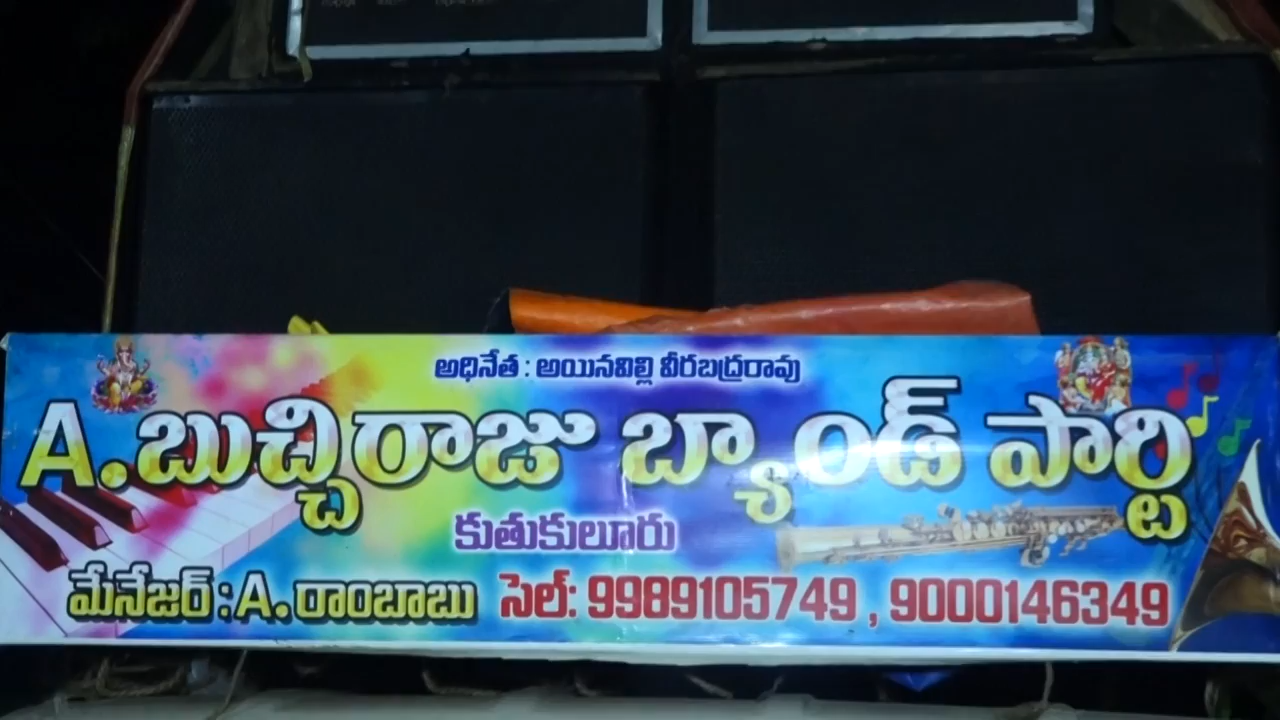 అధినేత : అయినవిల్లి వీరబద్రరావు
A. బుచ్చిరాజు బ్యాండ్ పార్టి
కుతుకులూరు
మేనేజర్ : A. రాంబాబు సెల్: 9989105749 , 9000146349